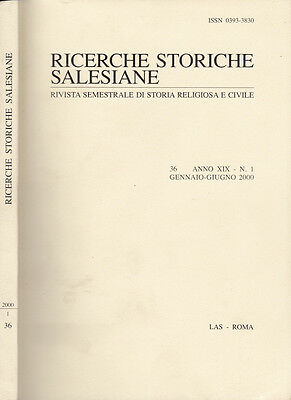 RICERCHE STORICHE SALESIANE
2000
1
36
ISSN 0393-3830
RICERCHE STORICHE
SALESIANE
RIVISTA SEMESTRALE DI STORIA RELIGIOSA E CIVILE
36 ANNO XIX - N. 1
GENNAIO-GIUGNO 2000
LAS - ROMA